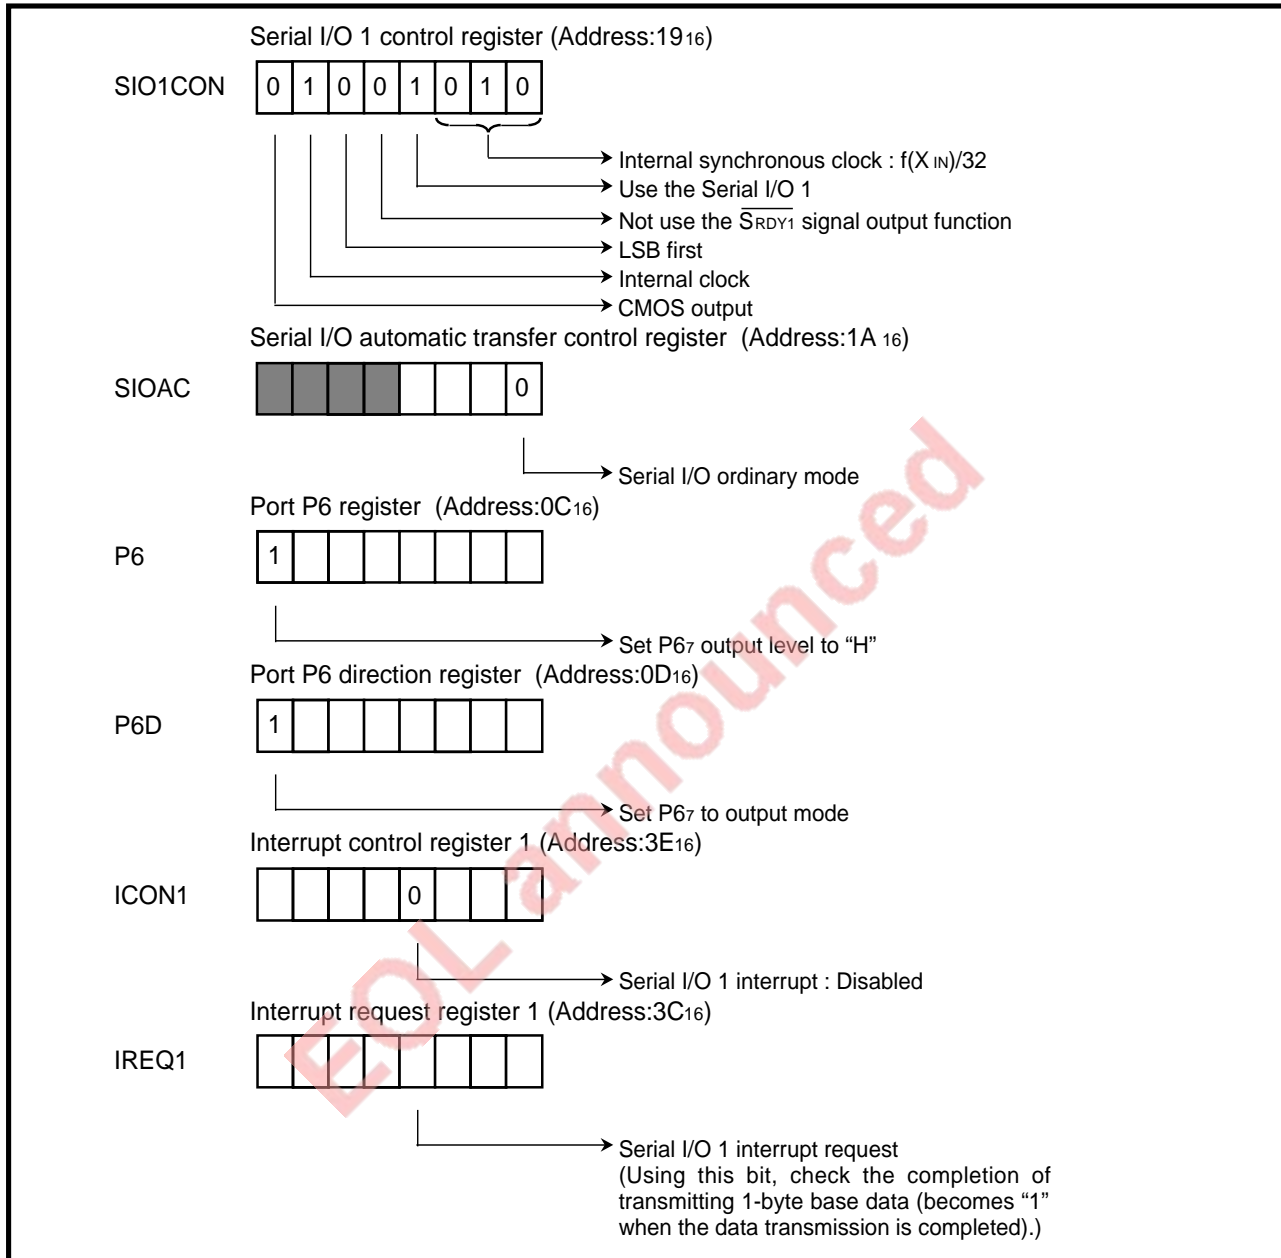 Serial I/O 1 control register (Address:1916)
SIO1CON 0 1 0 0 1 0 1 0
Internal synchronous clock : f(XIN)/32
Use the Serial I/O 1
Not use the SRDY1 signal output function
LSB first
Internal clock
CMOS output
Serial I/O automatic transfer control register (Address:1A16)
SIOAC 0
Serial I/O ordinary mode
Port P6 register (Address:0C16)
P6 1
Set P67 output level to “H”
Port P6 direction register (Address:0D16)
P6D 1
Set P67 to output mode
Interrupt control register 1 (Address:3E16)
ICON1 0
Serial I/O 1 interrupt : Disabled
Interrupt request register 1 (Address:3C16)
IREQ1
Serial I/O 1 interrupt request
(Using this bit, check the completion of
transmitting 1-byte base data (becomes “1”
when the data transmission is completed).)
EOL announced